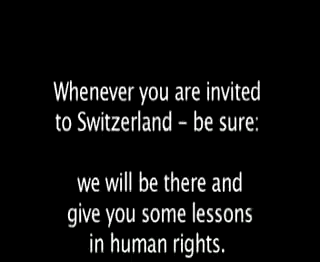 Whenever you are invited
to Switzerland – be sure:
we will be there and
give you some lessons
in human rights.